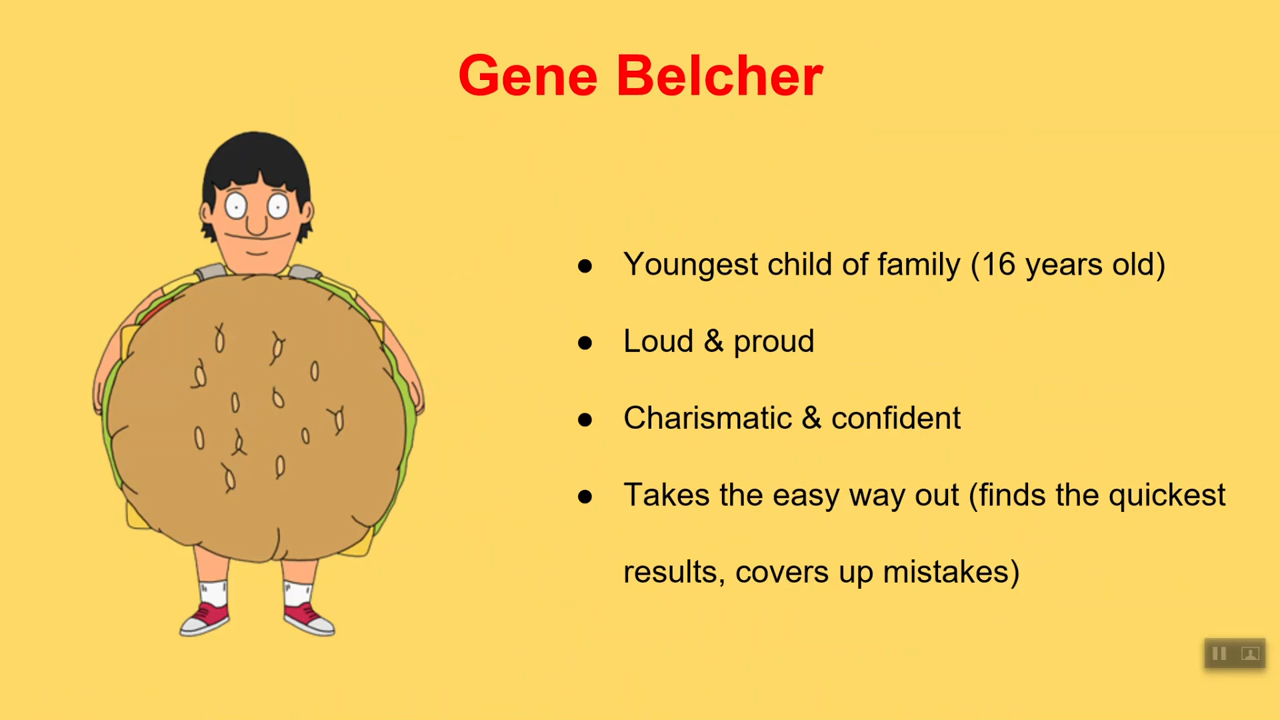 Gene Belcher
● Youngest child of family (16 years old)
● Loud & proud
● Charismatic & confident
● Takes the easy way out (finds the quickest
results, covers up mistakes)